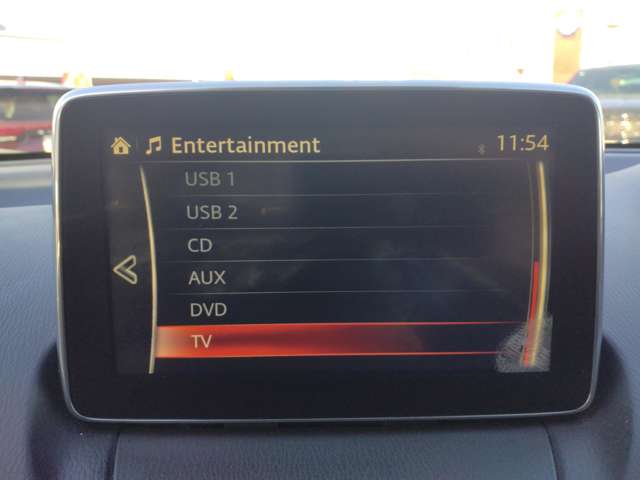 Entertainment 11:54
USB 1
USB 2
CD
AUX
DVD
TV